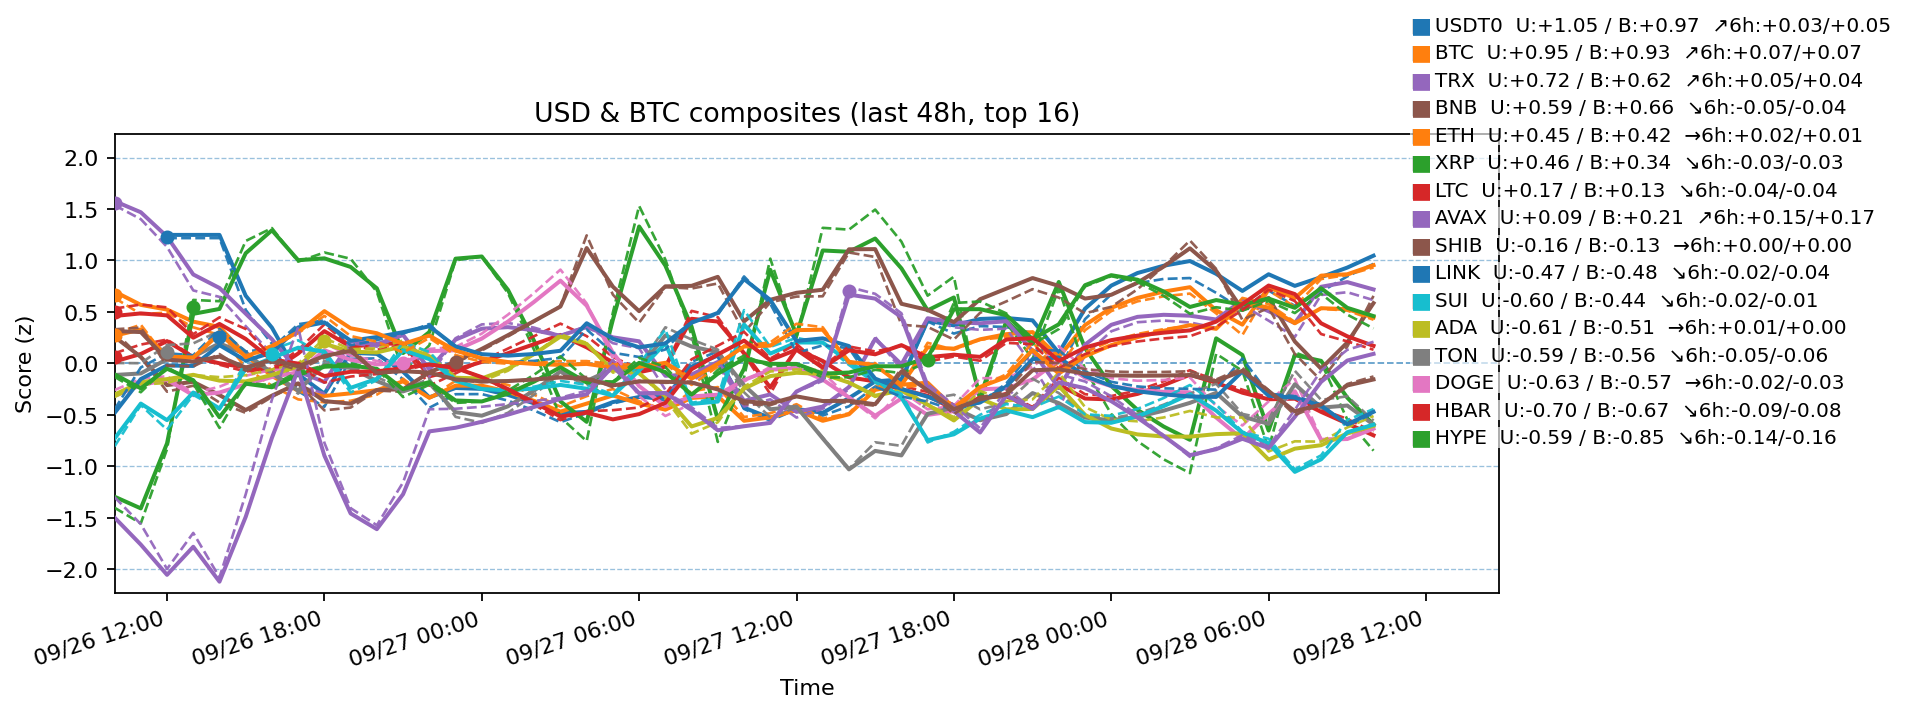 USDT0 U:+1.05 / B:+0.97 ↗6h:+0.03/+0.05
BTC U:+0.95 / B:+0.93 ↗6h:+0.07/+0.07
TRX U:+0.72 / B:+0.62 ↗6h:+0.05/+0.04
BNB U:+0.59 / B:+0.66 ↘6h:-0.05/-0.04
ETH U:+0.45 / B:+0.42 →6h:+0.02/+0.01
XRP U:+0.46 / B:+0.34 ↘6h:-0.03/-0.03
LTC U:+0.17 / B:+0.13 ↘6h:-0.04/-0.04
AVAX U:+0.09 / B:+0.21 ↗6h:+0.15/+0.17
SHIB U:-0.16 / B:-0.13 →6h:+0.00/+0.00
LINK U:-0.47 / B:-0.48 ↘6h:-0.02/-0.04
SUI U:-0.60 / B:-0.44 ↘6h:-0.02/-0.01
ADA U:-0.61 / B:-0.51 →6h:+0.01/+0.00
TON U:-0.59 / B:-0.56 ↘6h:-0.05/-0.06
DOGE U:-0.63 / B:-0.57 →6h:-0.02/-0.03
HBAR U:-0.70 / B:-0.67 ↘6h:-0.09/-0.08
HYPE U:-0.59 / B:-0.85 ↘6h:-0.14/-0.16
USD & BTC composites (last 48h, top 16)
Score (z)
2.0
1.5
1.0
0.5
0.0
−0.5
−1.0
−1.5
−2.0
09/26 12:00
09/26 18:00
09/27 00:00
09/27 06:00
09/27 12:00
09/27 18:00
09/28 00:00
09/28 06:00
09/28 12:00
Time